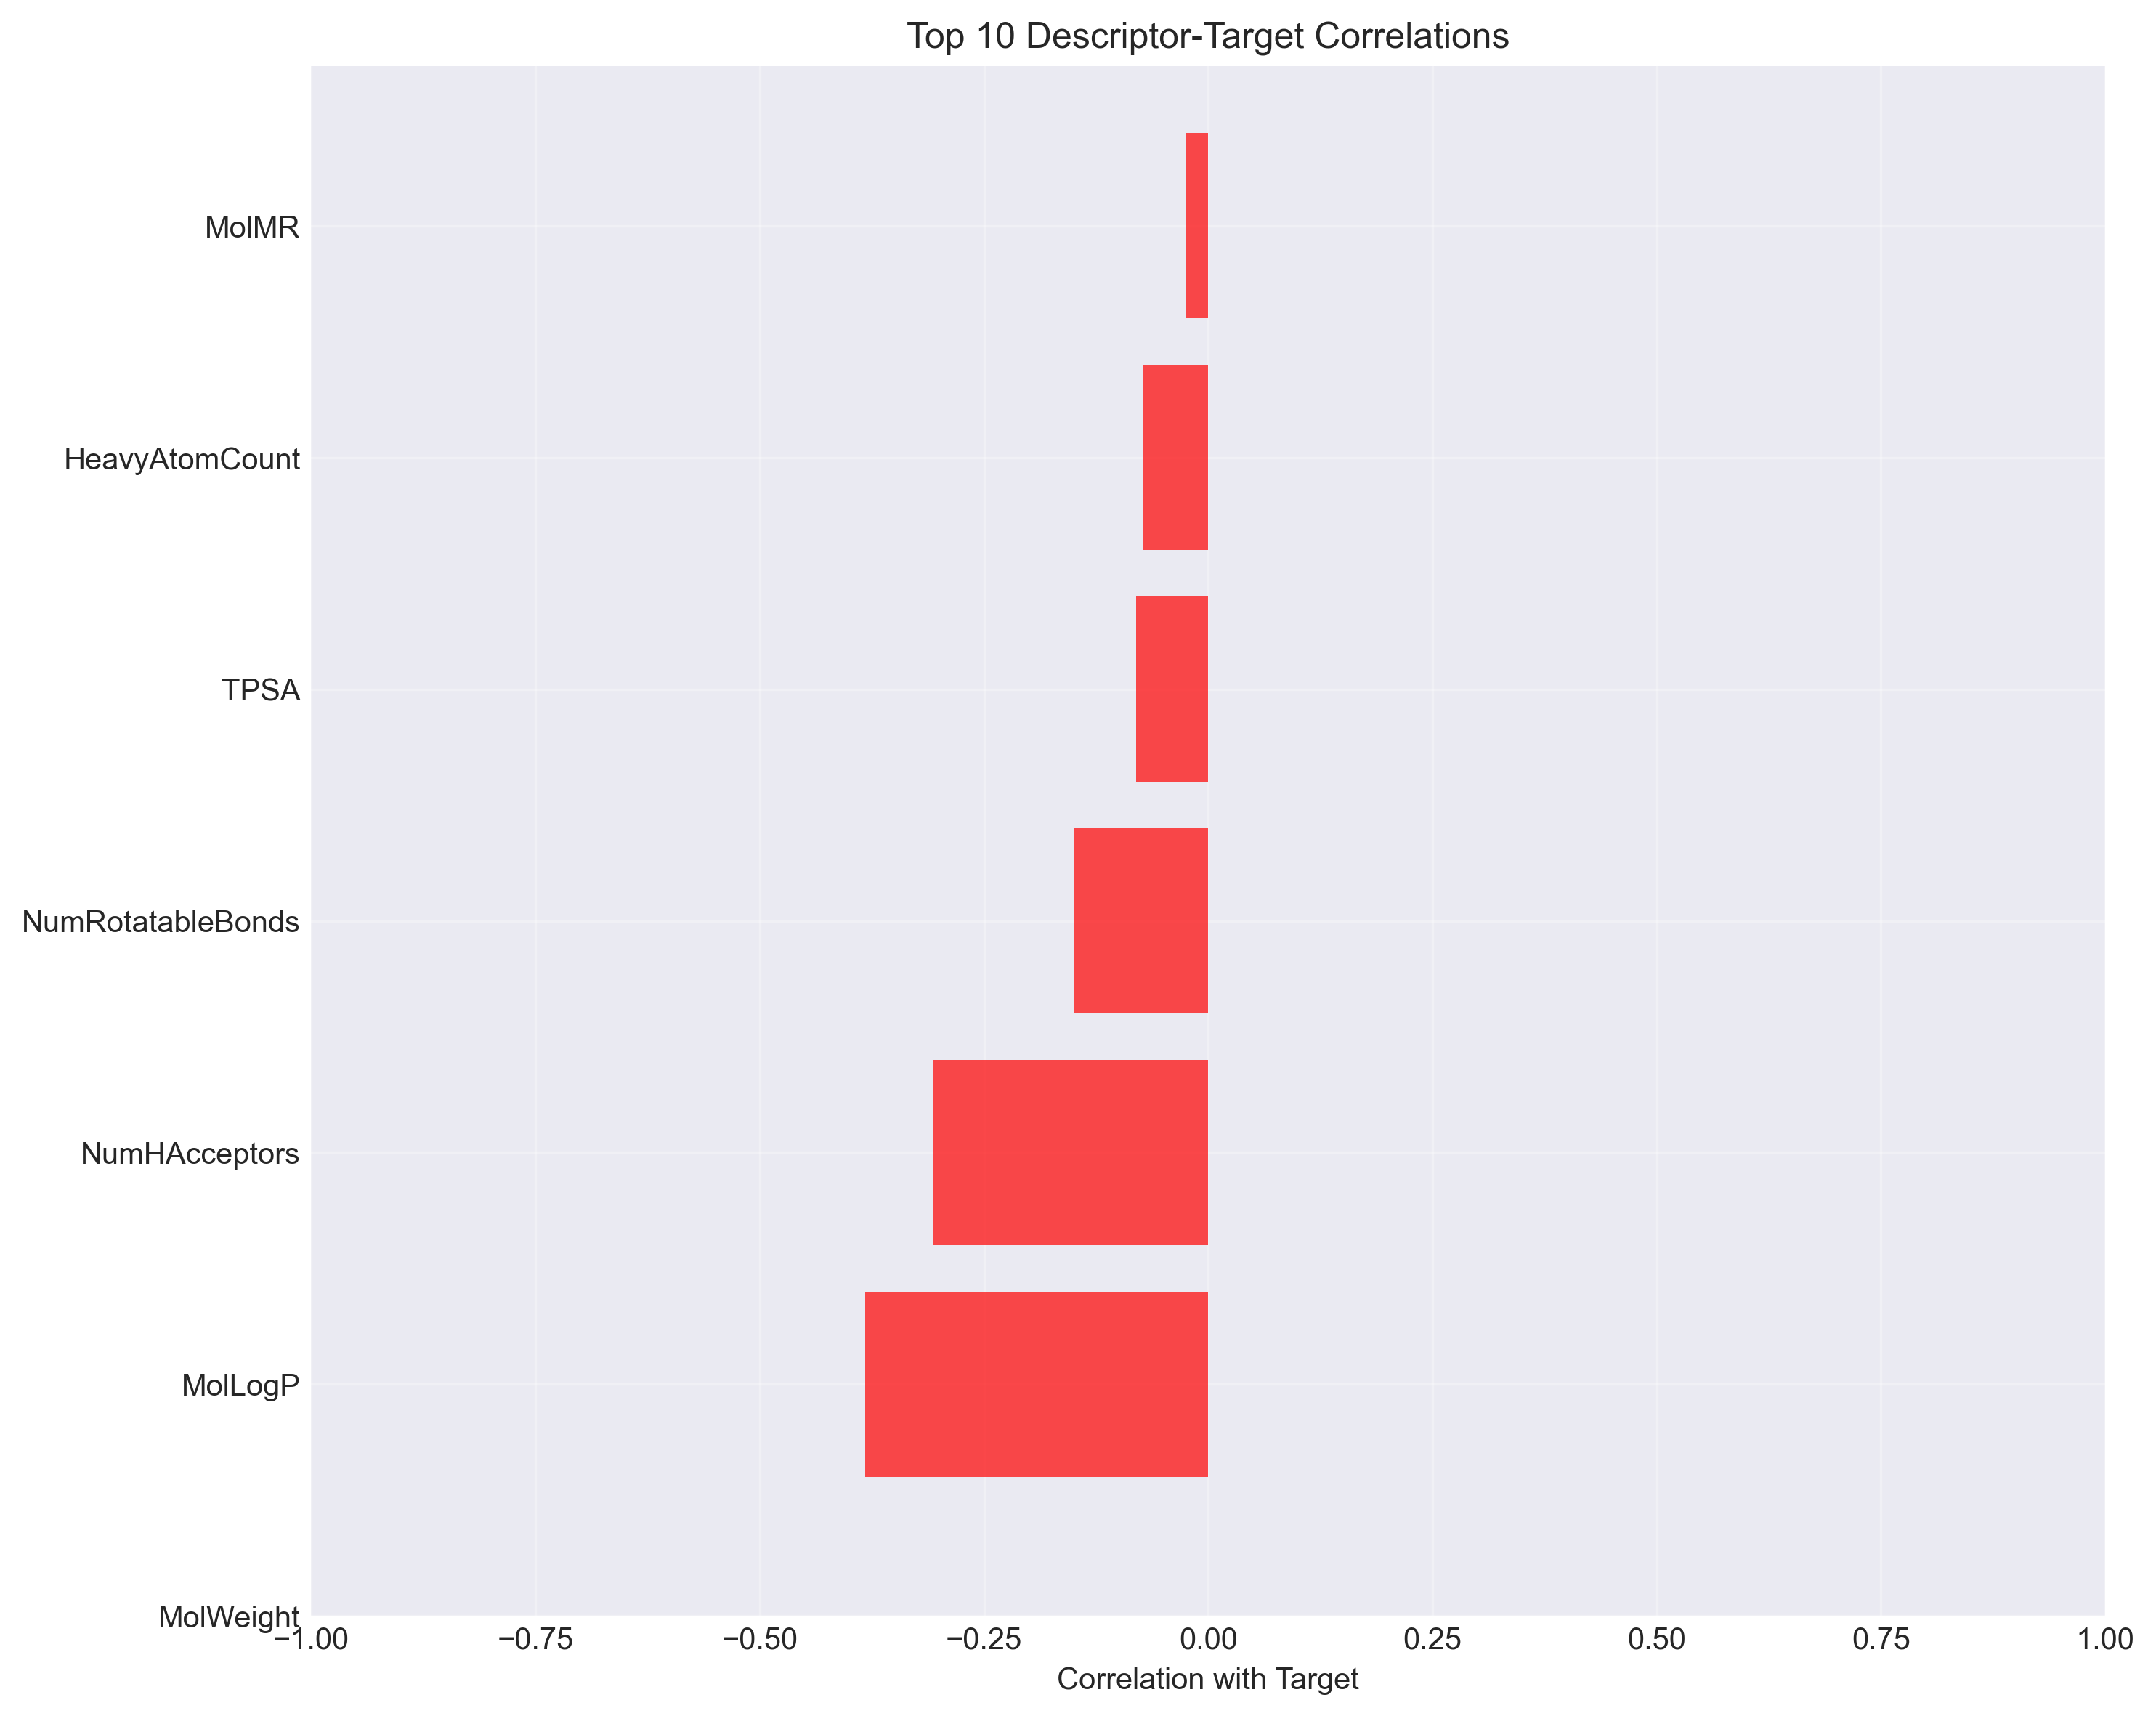 Top 10 Descriptor-Target Correlations
MolMR
HeavyAtomCount
TPSA
NumRotatableBonds
NumHAcceptors
MolLogP
MolWeight
−1.00 −0.75 −0.50 −0.25 0.00 0.25 0.50 0.75 1.00
Correlation with Target